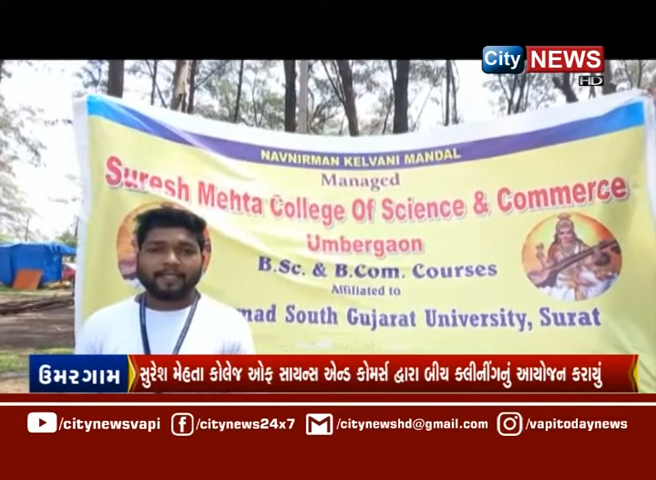 City NEWS
HD
NAVNIRMAN KELVANI MANDAL
Managed
Suresh Mehta College Of Science & Commerce
Umbergaon
B.Sc. & B.Com. Courses
Affiliated to
mad South Gujarat University, Surat
ઉમરગામ
સુરેશ મેહતા કોલેજ ઓફ સાયન્સ એન્ડ કોમર્સ દ્વારા બીચ ક્લીનીંગનું આયોજન કરાયું
/citynewsvapi /citynews24x7 /citynewshd@gmail.com /vapitodaynews